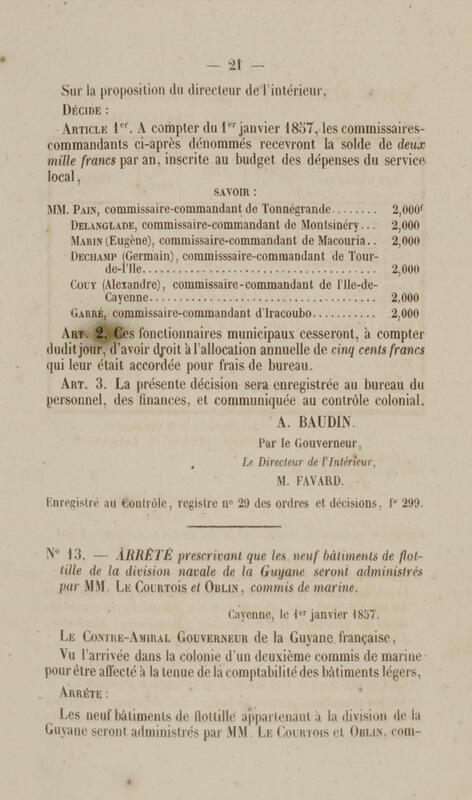 — 21 —
Sur la proposition du directeur de l'intérieur,
DÉCIDE :
ARTICLE 1er. A compter du 1er janvier 1857, les commissaires-
commandants ci-après dénommés recevront la solde de deux
mille francs par an, inscrite au budget des dépenses du service
local,
SAVOIR :
MM. PAIN, commissaire-commandant de Tonnégrande........ 2,000f
DELANGLADE, commissaire-commandant de Montsinéry... 2,000
MARIN (Eugène), commissaire-commandant de Macouria.. 2,000
DECHAMP (Germain), commisssaire-commandant de Tour-
de-l'Ile........................................ 2,000
COUY (Alexandre), commissaire-commandant de l'Ile-de-
Cayenne....................................... 2,000
GARRÉ, commissaire-commandant d'Iracoubo........... 2,000
ART. 2. Ces fonctionnaires municipaux cesseront, à compter
dudit jour, d'avoir droit à l'allocation annuelle de cinq cents francs
qui leur était accordée pour frais de bureau.
ART. 3. La présente décision sera enregistrée au bureau du
personnel, des finances, et communiquée au contrôle colonial.
A. BAUDIN.
Par le Gouverneur,
Le Directeur de l'Intérieur,
M. FAVARD.
Enregistré au Contrôle, registre no 29 des ordres et décisions, fo 299.
No 13. — ARRÊTÉ prescrivant que les neuf bâtiments de flot-
tille de la division navale de la Guyane seront administrés
par MM. LE COURTOIS et OBLIN, commis de marine.
Cayenne, le 1er janvier 1857.
LE CONTRE-AMIRAL GOUVERNEUR de la Guyane française,
Vu l'arrivée dans la colonie d'un deuxième commis de marine
pour être affecté à la tenue de la comptabilité des bâtiments légers,
ARRÊTE :
Les neuf bâtiments de flottille appartenant à la division de la
Guyane seront administrés par MM. LE COURTOIS et OBLIN, com-